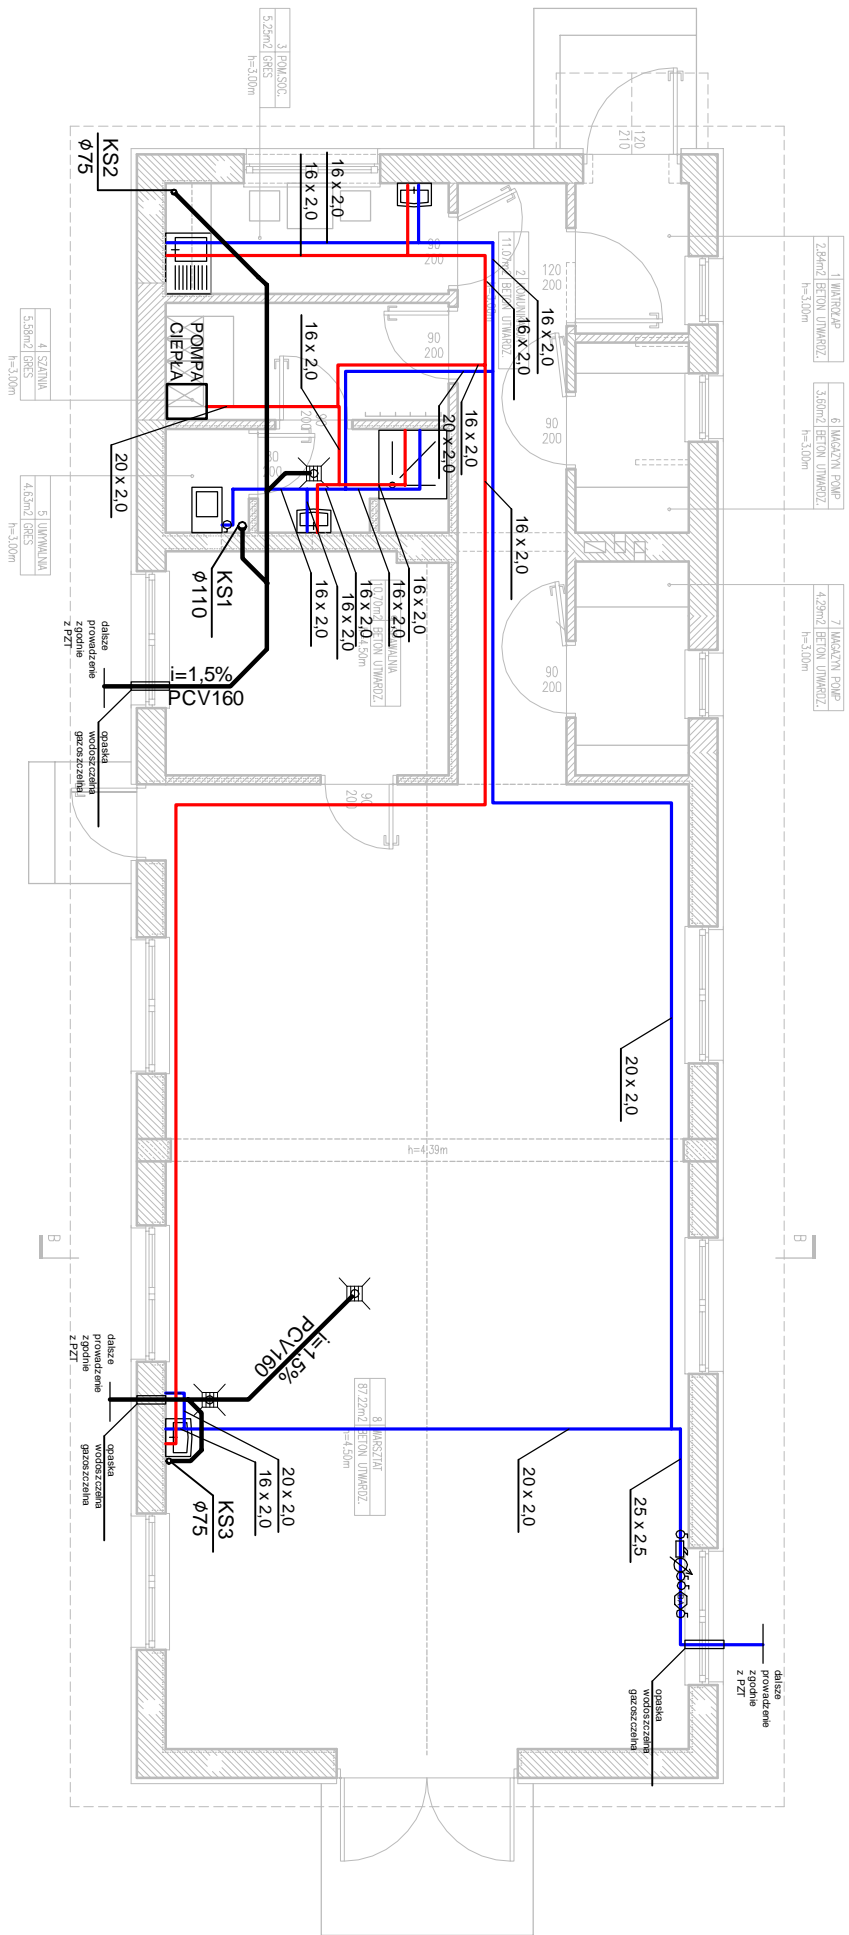 3 POM.SOC.
5.25m2 GRES
h=3.00m
120
210
1 WIATROŁAP
2.84m2 BETON UTWARDZ.
h=3.00m
6 MAGAZYN POMP
3.60m2 BETON UTWARDZ.
h=3.00m
7 MAGAZYN POMP
4.29m2 BETON UTWARDZ.
h=3.00m
KS2
ϕ75
16 x 2,0
16 x 2,0
90
200
120
200
16 x 2,0
16 x 2,0
4 SZATNIA
5.58m2 GRES
h=3.00m
POMPA
CIEPŁA
16 x 2,0
90
200
90
200
20 x 2,0
16 x 2,0
20 x 2,0
16 x 2,0
5 UMYWALNIA
4.63m2 GRES
h=3.00m
KS1
ϕ110
16 x 2,0
16 x 2,0
16 x 2,0
16 x 2,0
16 x 2,0
10.70m2 BETON UTWARDZ.
90
200
dalsze
prowadzenie
zgodnie
z PZT
i=1,5%
PCV160
opaska
wodoszczelna
gazoszczelna
90
200
20 x 2,0
h=4.39m
B
B
i=1,5%
PCV160
dalsze
prowadzenie
zgodnie
z PZT
8 WARSZTAT
87.22m2 BETON UTWARDZ.
h=4.50m
opaska
wodoszczelna
gazoszczelna
KS3
ϕ75
20 x 2,0
16 x 2,0
20 x 2,0
25 x 2,5
dalsze
prowadzenie
zgodnie
z PZT
opaska
wodoszczelna
gazoszczelna